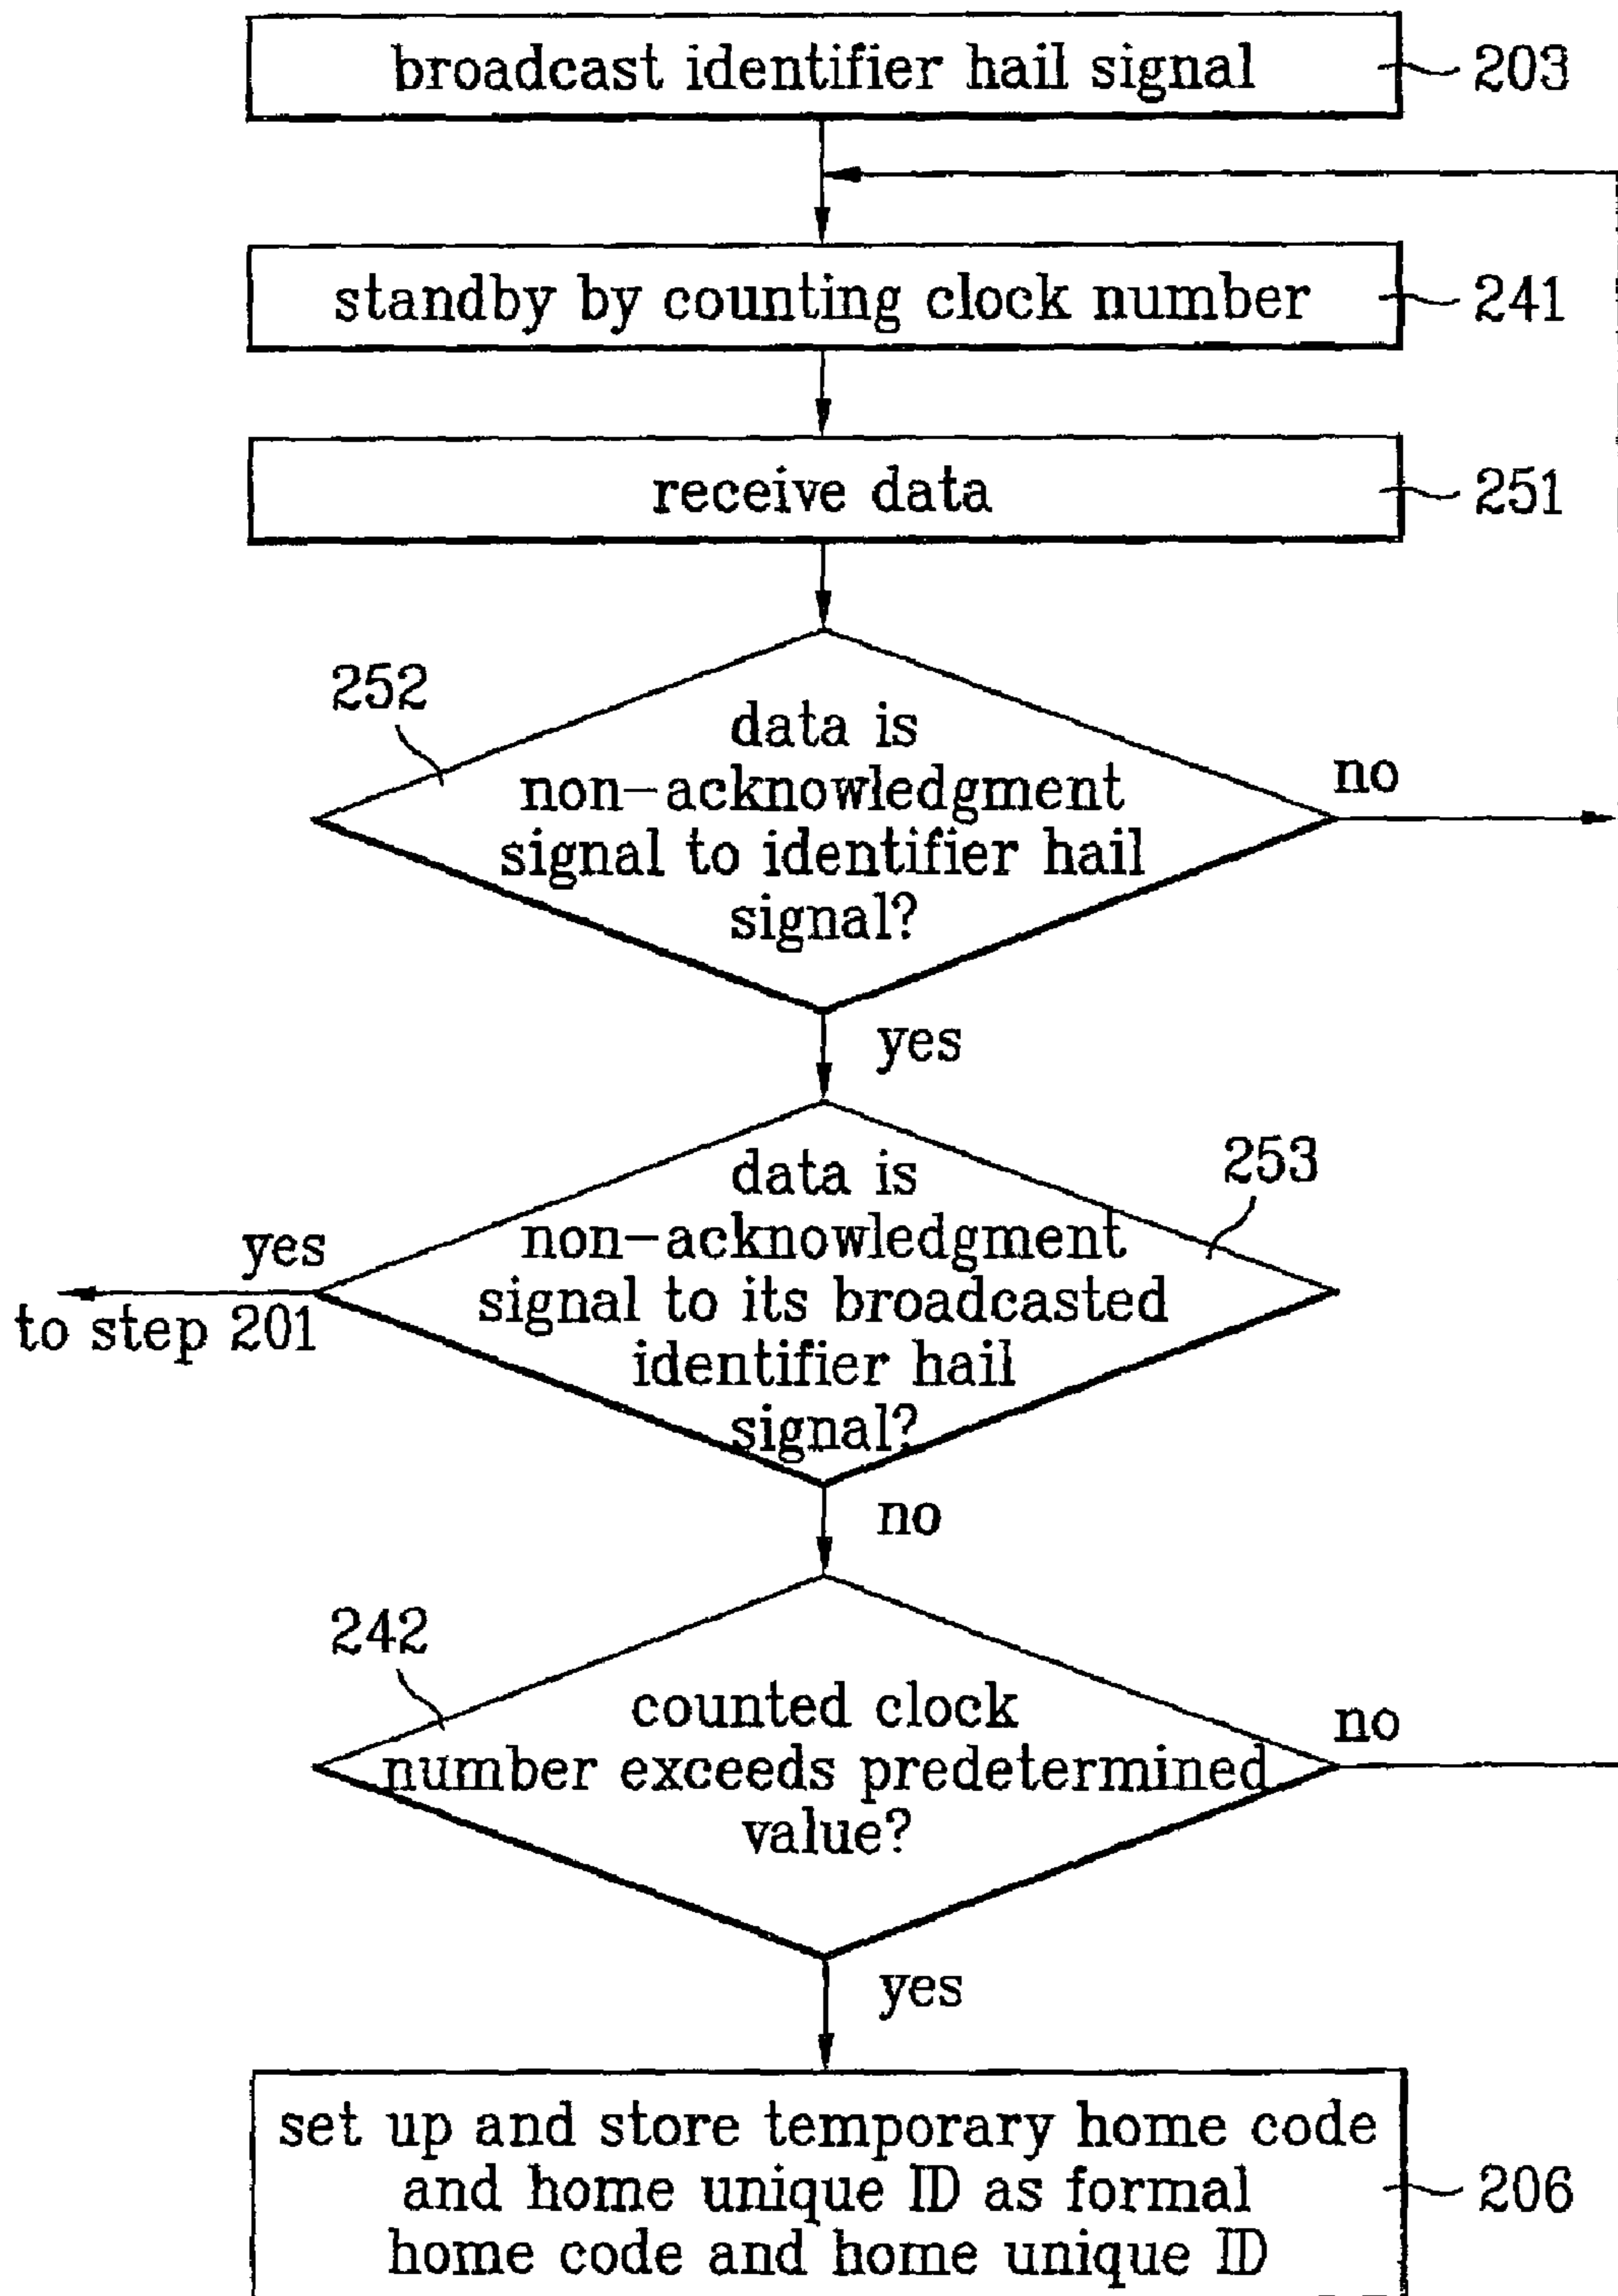 broadcast identifier hail signal
203
standby by counting clock number
241
receive data
251
252
data is
non-acknowledgment
signal to identifier hail
signal?
no
yes
253
data is
non-acknowledgment
signal to its broadcasted
identifier hail
signal?
yes
to step 201
no
242
counted clock
number exceeds predetermined
value?
no
yes
set up and store temporary home code
and home unique ID as formal
home code and home unique ID
206